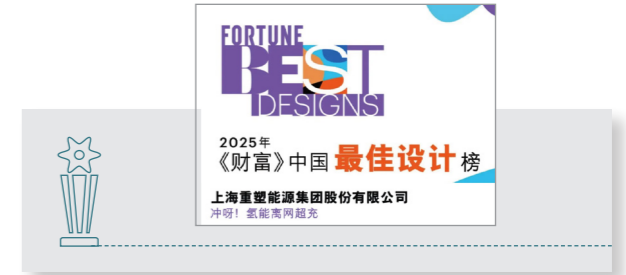 FORTUNE
BEST
DESIGNS
2025年
《财富》中国最佳设计榜
上海重塑能源集团股份有限公司
冲呀！氢能离网超充